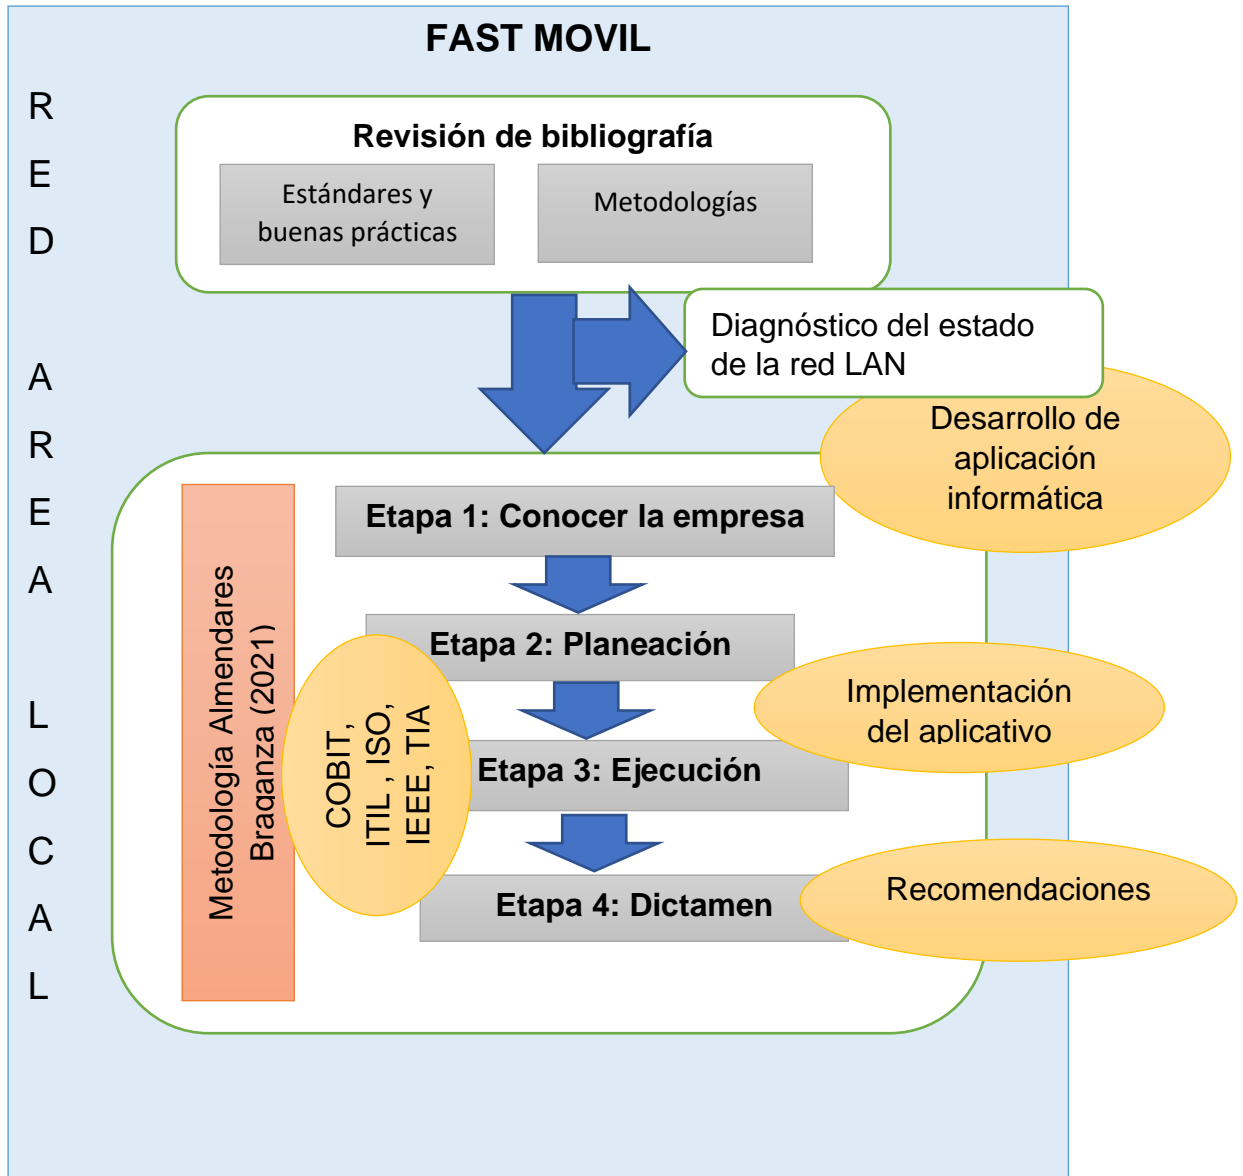 FAST MOVIL
R
E
D
A
R
E
A
L
O
C
A
L
Revisión de bibliografía
Estándares y
buenas prácticas
Metodologías
Diagnóstico del estado
de la red LAN
Desarrollo de
aplicación
informática
Metodología Almendares
Braganza (2021)
Etapa 1: Conocer la empresa
Etapa 2: Planeación
COBIT,
ITIL , ISO,
IEEE, TIA
Implementación
del aplicativo
Etapa 3: Ejecución
Etapa 4: Dictamen
Recomendaciones